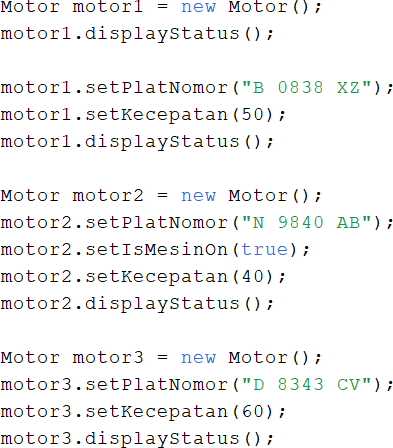 Motor motor1 = new Motor();
motor1.displayStatus();
motor1.setPlatNomor("B 0838 XZ");
motor1.setKecepatan(50);
motor1.displayStatus();
Motor motor2 = new Motor();
motor2.setPlatNomor("N 9840 AB");
motor2.setIsMesinOn(true);
motor2.setKecepatan(40);
motor2.displayStatus();
Motor motor3 = new Motor();
motor3.setPlatNomor("D 8343 CV");
motor3.setKecepatan(60);
motor3.displayStatus();